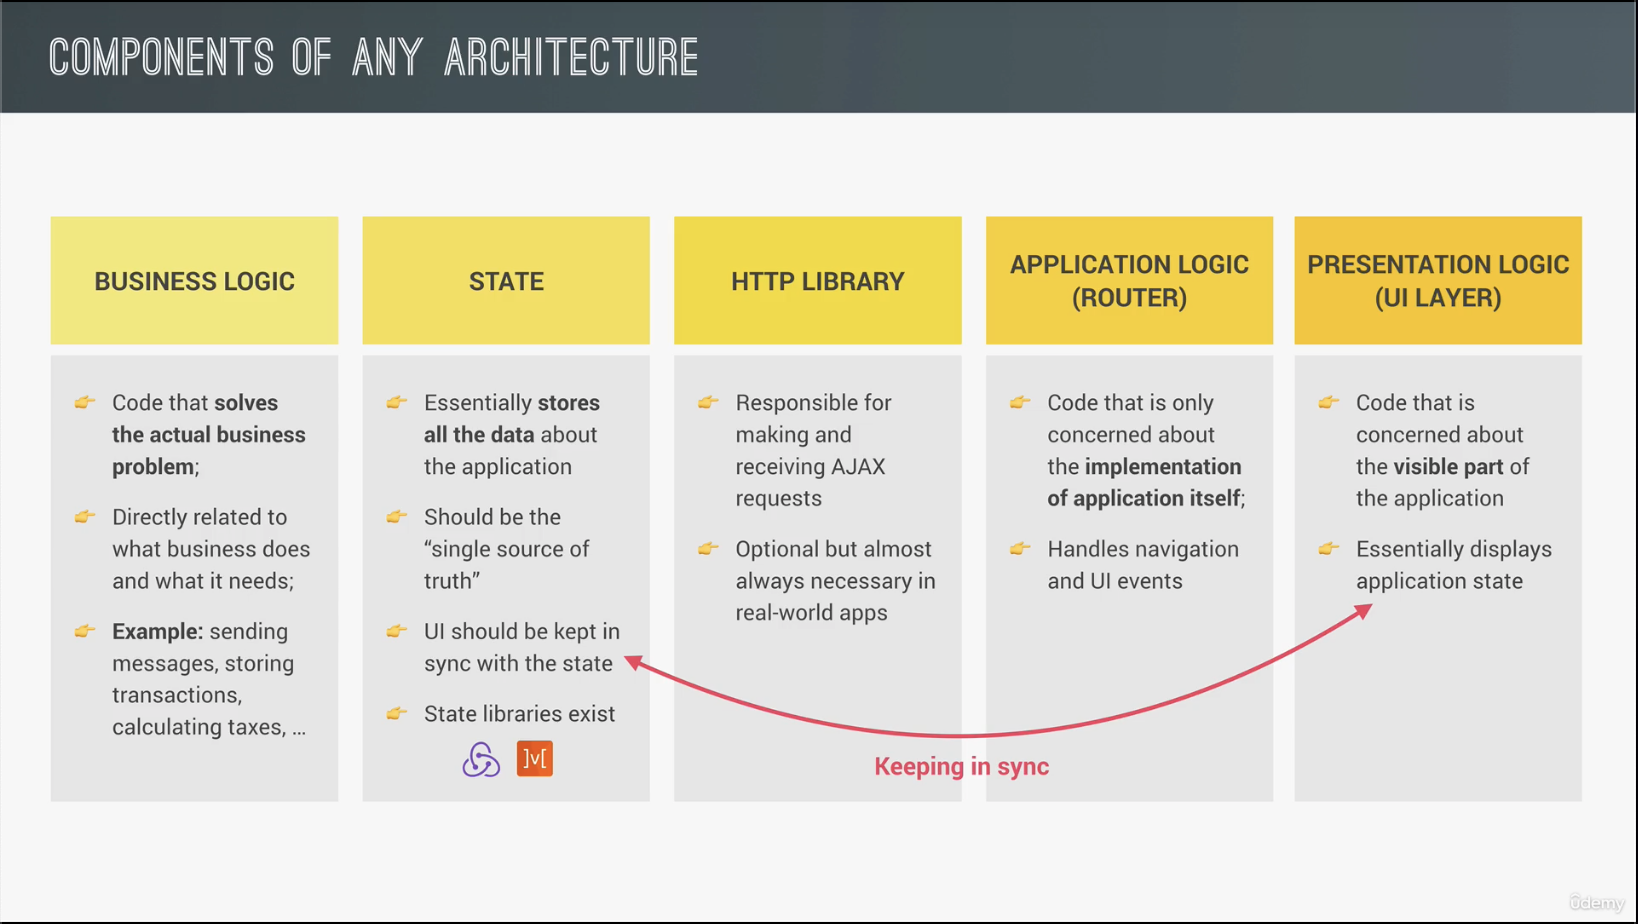 COMPONENTS OF ANY ARCHITECTURE
BUSINESS LOGIC
Code that solves
the actual business
problem;
Directly related to
what business does
and what it needs;
Example: sending
messages, storing
transactions,
calculating taxes, ...
STATE
Essentially stores
all the data about
the application
Should be the
“single source of
truth”
UI should be kept in
sync with the state
State libraries exist
]v[
HTTP LIBRARY
Responsible for
making and
receiving AJAX
requests
Optional but almost
always necessary in
real-world apps
APPLICATION LOGIC
(ROUTER)
Code that is only
concerned about
the implementation
of application itself;
Handles navigation
and UI events
PRESENTATION LOGIC
(UI LAYER)
Code that is
concerned about
the visible part of
the application
Essentially displays
application state
Keeping in sync
ûdemy